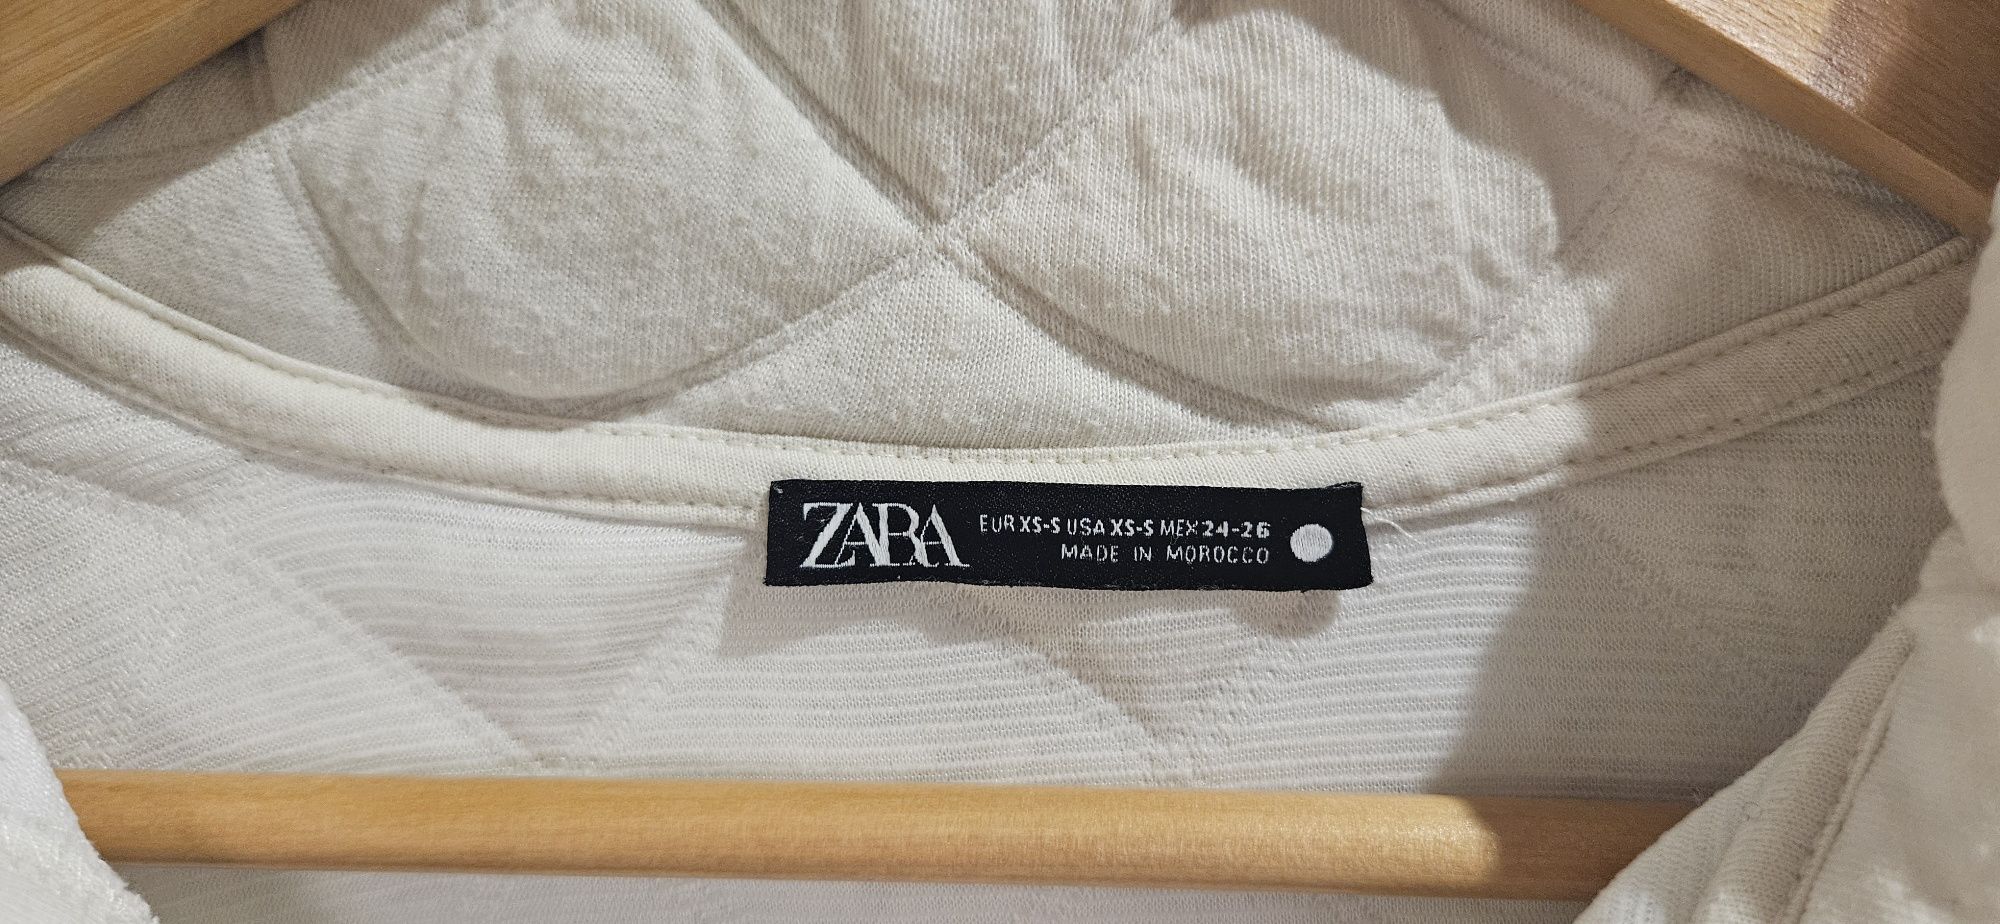 ZARA
EUR XS-S USA XS-S MEX 24-26
MADE IN MOROCCO